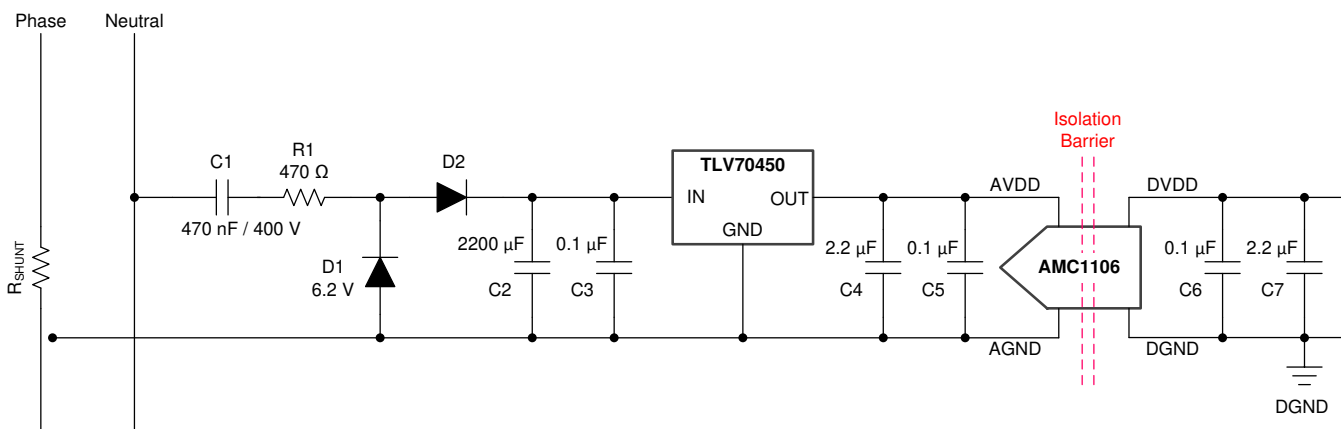 Phase
Neutral
Isolation
Barrier
C1
R1
470 Ω
D2
TLV70450
AVDD
DVDD
IN
OUT
GND
470 nF / 400 V
RSHUNT
D1
6.2 V
2200 µF
C2
0.1 µF
C3
2.2 µF
C4
0.1 µF
C5
AMC1106
0.1 µF
C6
2.2 µF
C7
AGND
DGND
DGND